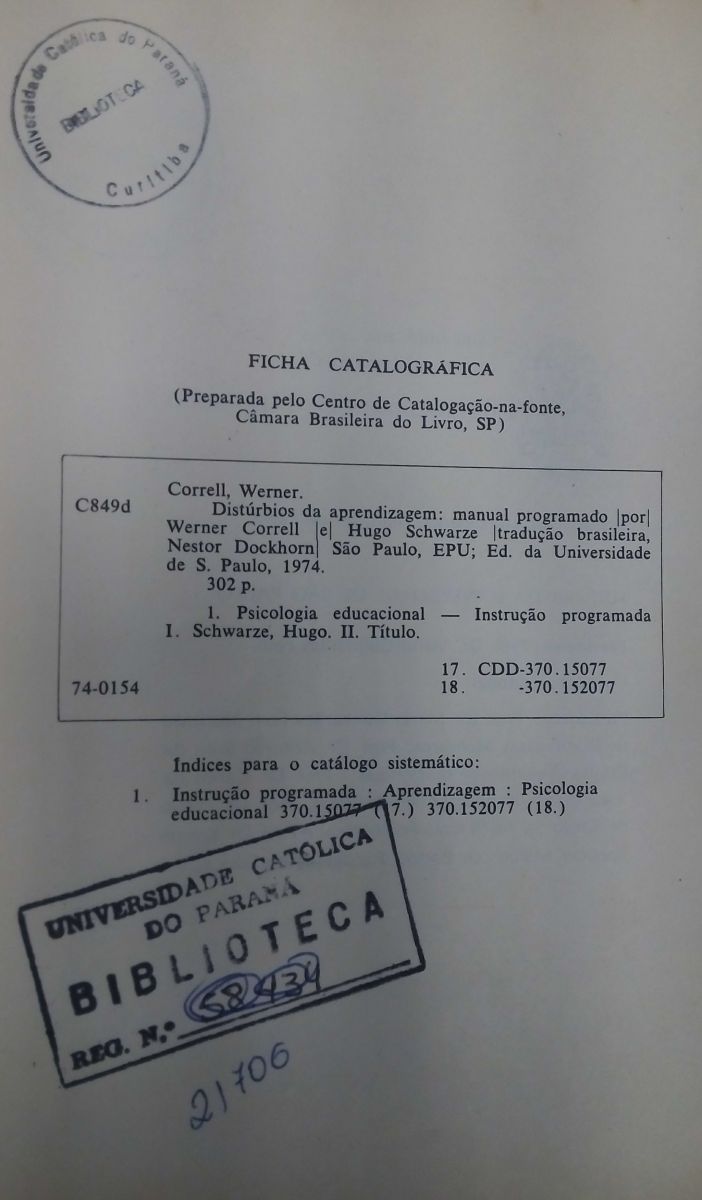 Universidade Católica do Paraná
BIBLIOTECA
Curitiba
FICHA CATALOGRÁFICA
(Preparada pelo Centro de Catalogação-na-fonte,
Câmara Brasileira do Livro, SP)
Correll, Werner.
C849d
Distúrbios da aprendizagem: manual programado |por|
Werner Correll |e| Hugo Schwarze |tradução brasileira,
Nestor Dockhorn| São Paulo, EPU; Ed. da Universidade
de S. Paulo, 1974.
302 p.
1. Psicologia educacional — Instrução programada
I. Schwarze, Hugo. II. Título.
17. CDD-370.15077
74-0154 18. -370.152077
Índices para o catálogo sistemático:
1. Instrução programada : Aprendizagem : Psicologia
educacional 370.15077 (17.) 370.152077 (18.)
UNIVERSIDADE CATÓLICA
DO PARANÁ
BIBLIOTECA
REG. N.º 58434
21706